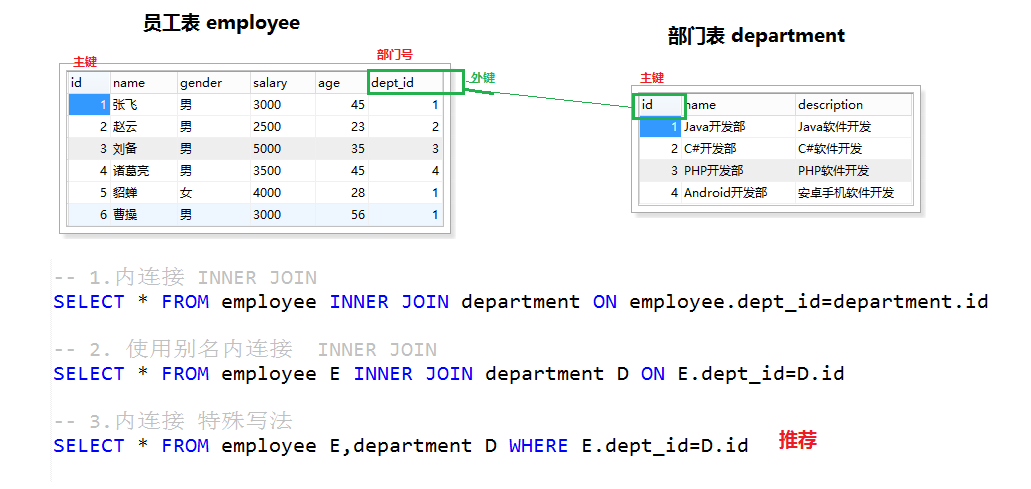 员工表 employee
部门表 department
主键
部门号
外键
id name gender salary age dept_id
1 张飞 男 3000 45 1
2 赵云 男 2500 23 2
3 刘备 男 5000 35 3
4 诸葛亮 男 3500 45 4
5 貂蝉 女 4000 28 1
6 曹操 男 3000 56 1
主键
id name description
1 Java开发部 Java软件开发
2 C#开发部 C#软件开发
3 PHP开发部 PHP软件开发
4 Android开发部 安卓手机软件开发
-- 1.内连接 INNER JOIN
SELECT * FROM employee INNER JOIN department ON employee.dept_id=department.id
-- 2. 使用别名内连接  INNER JOIN
SELECT * FROM employee E INNER JOIN department D ON E.dept_id=D.id
-- 3.内连接 特殊写法
SELECT * FROM employee E,department D WHERE E.dept_id=D.id
推荐